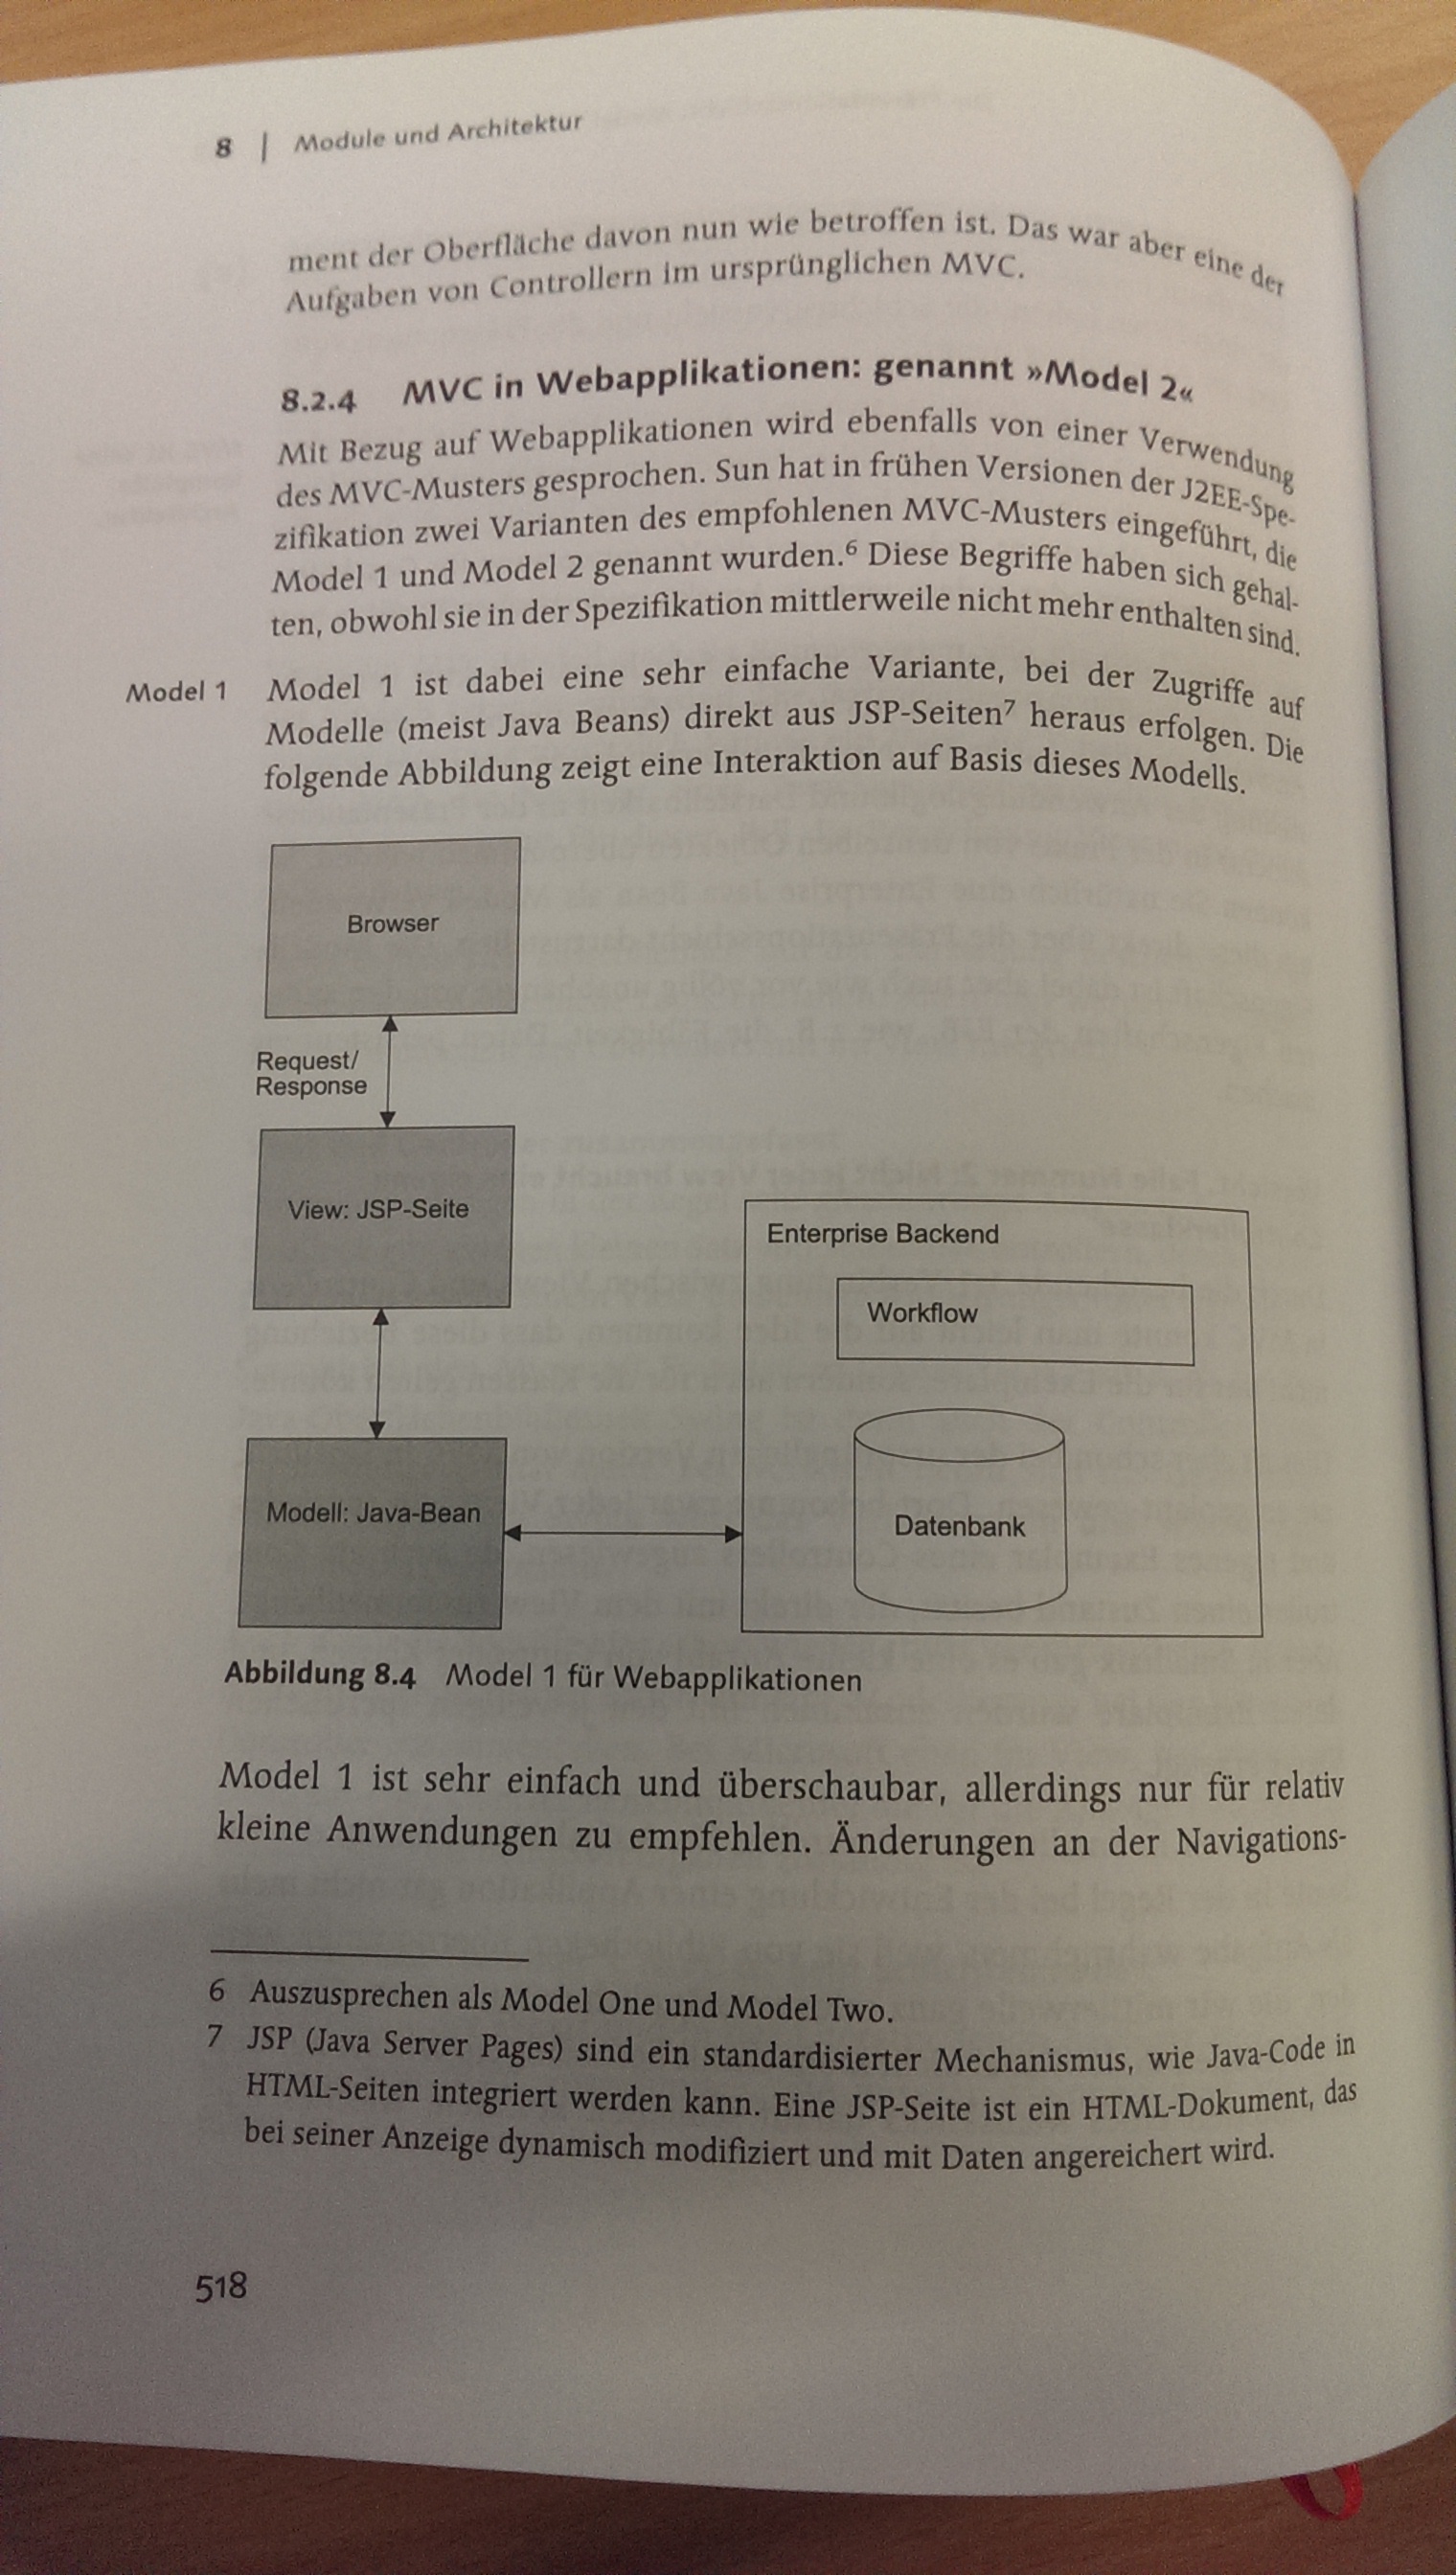 8 | Module und Architektur
ment der Oberfläche davon nun wie betroffen ist. Das war aber eine der
Aufgaben von Controllern im ursprünglichen MVC.
8.2.4 MVC in Webapplikationen: genannt »Model 2«
Mit Bezug auf Webapplikationen wird ebenfalls von einer Verwendung
des MVC-Musters gesprochen. Sun hat in frühen Versionen der J2EE-Spe-
zifikation zwei Varianten des empfohlenen MVC-Musters eingeführt, die
Model 1 und Model 2 genannt wurden.⁶ Diese Begriffe haben sich gehal-
ten, obwohl sie in der Spezifikation mittlerweile nicht mehr enthalten sind.
Model 1
Model 1 ist dabei eine sehr einfache Variante, bei der Zugriffe auf
Modelle (meist Java Beans) direkt aus JSP-Seiten⁷ heraus erfolgen. Die
folgende Abbildung zeigt eine Interaktion auf Basis dieses Modells.
Browser
Request/
Response
View: JSP-Seite
Enterprise Backend
Workflow
Modell: Java-Bean
Datenbank
Abbildung 8.4 Model 1 für Webapplikationen
Model 1 ist sehr einfach und überschaubar, allerdings nur für relativ
kleine Anwendungen zu empfehlen. Änderungen an der Navigations-
6 Auszusprechen als Model One und Model Two.
7 JSP (Java Server Pages) sind ein standardisierter Mechanismus, wie Java-Code in
HTML-Seiten integriert werden kann. Eine JSP-Seite ist ein HTML-Dokument, das
bei seiner Anzeige dynamisch modifiziert und mit Daten angereichert wird.
518